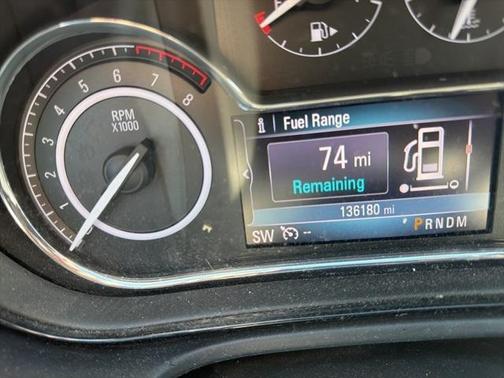 F
6
7
5
8
4
3
2
1
RPM
X1000
i Fuel Range
74 mi
Remaining
136180 mi
SW -- PRNDM